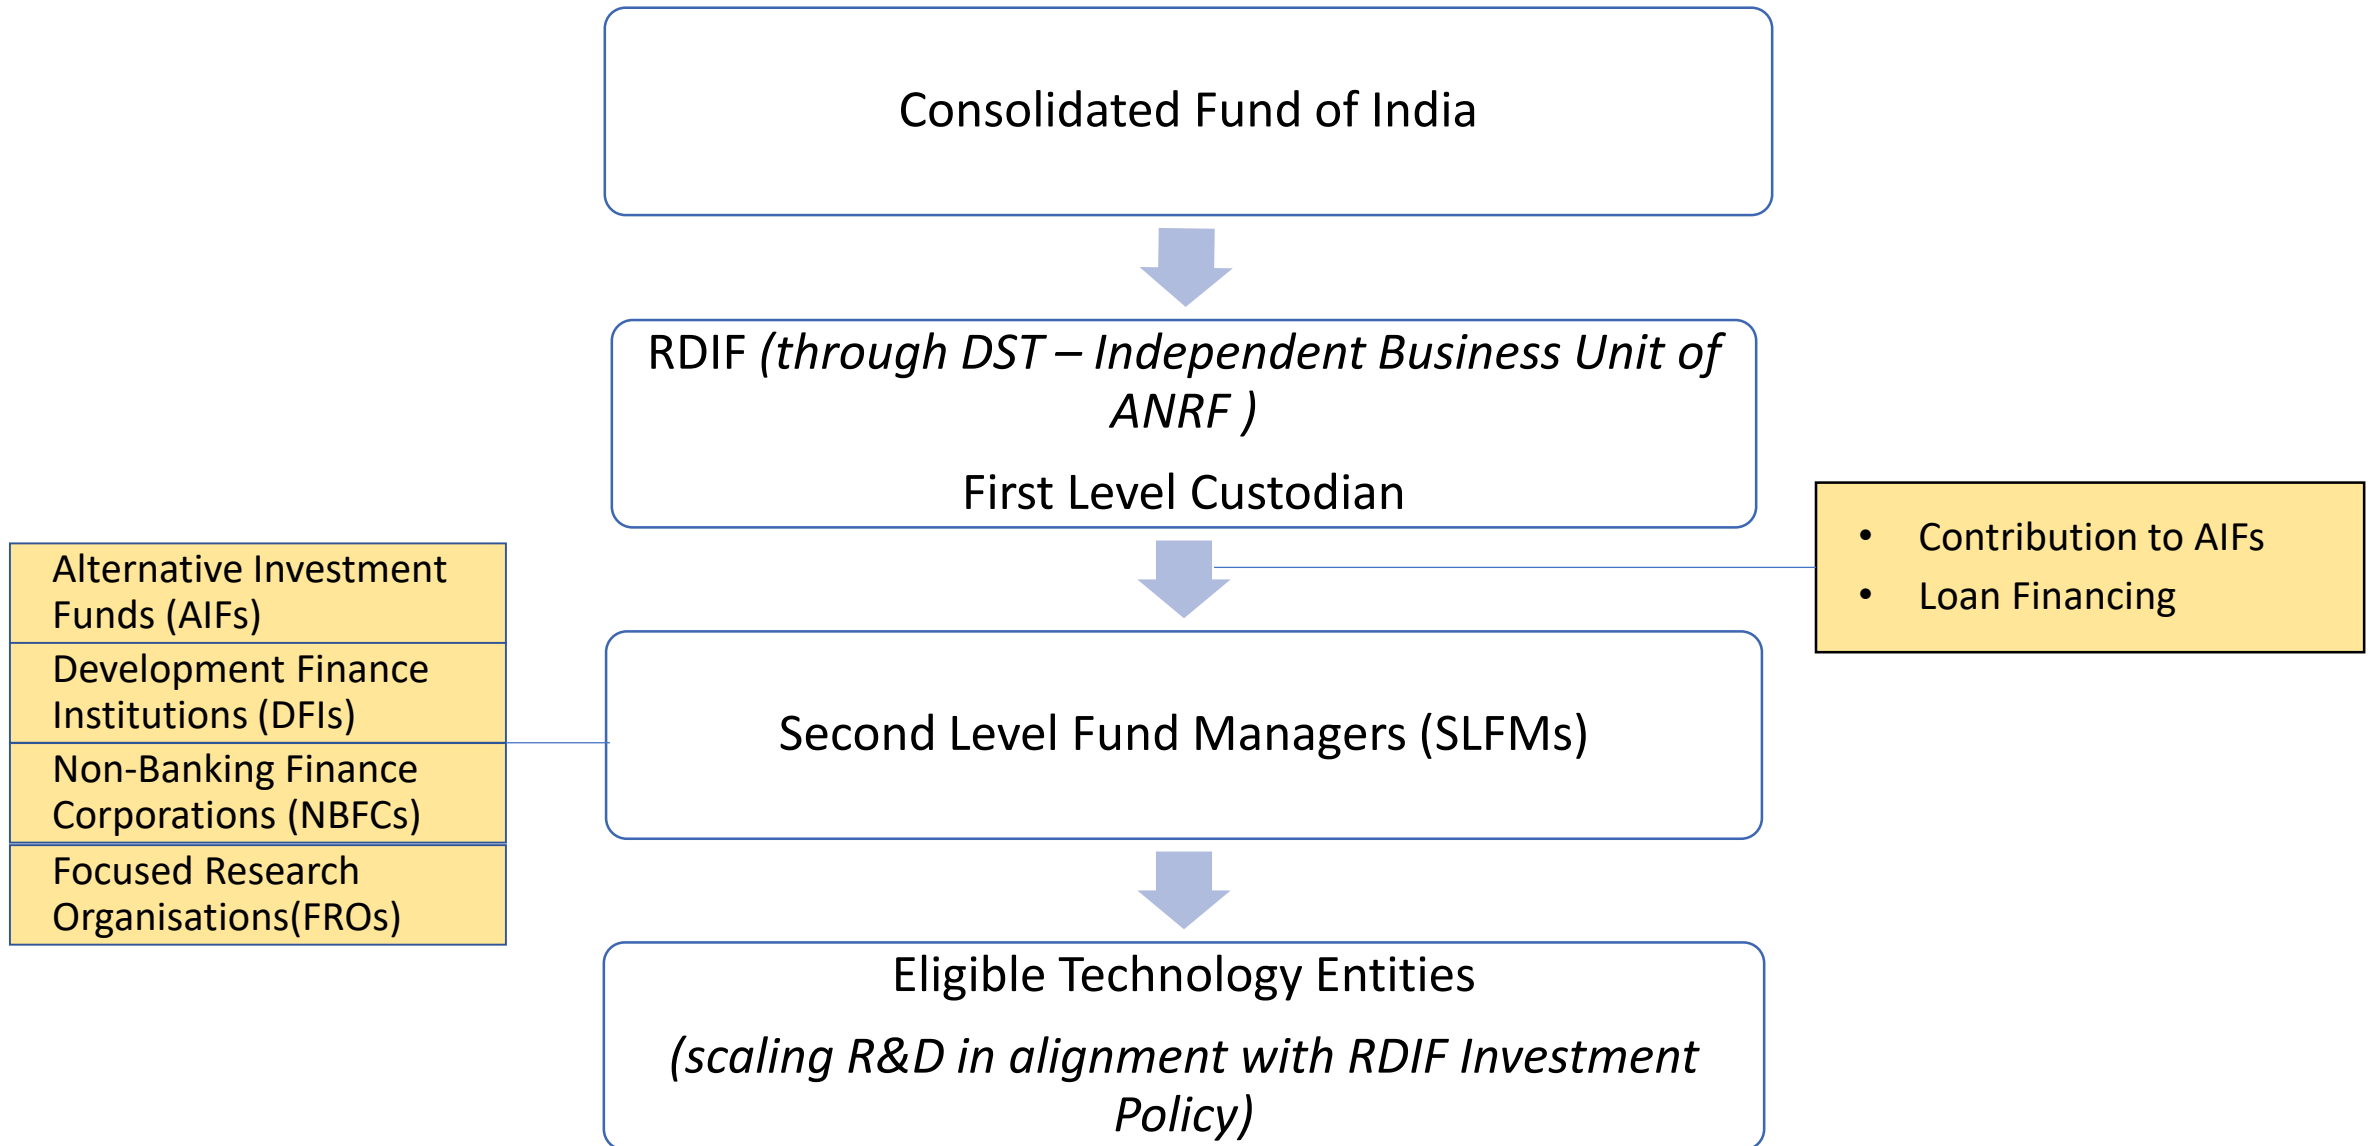 Consolidated Fund of India
RDIF (through DST – Independent Business Unit of
ANRF )
First Level Custodian
• Contribution to AIFs
• Loan Financing
Alternative Investment
Funds (AIFs)
Development Finance
Institutions (DFIs)
Non-Banking Finance
Corporations (NBFCs)
Focused Research
Organisations(FROs)
Second Level Fund Managers (SLFMs)
Eligible Technology Entities
(scaling R&D in alignment with RDIF Investment
Policy)